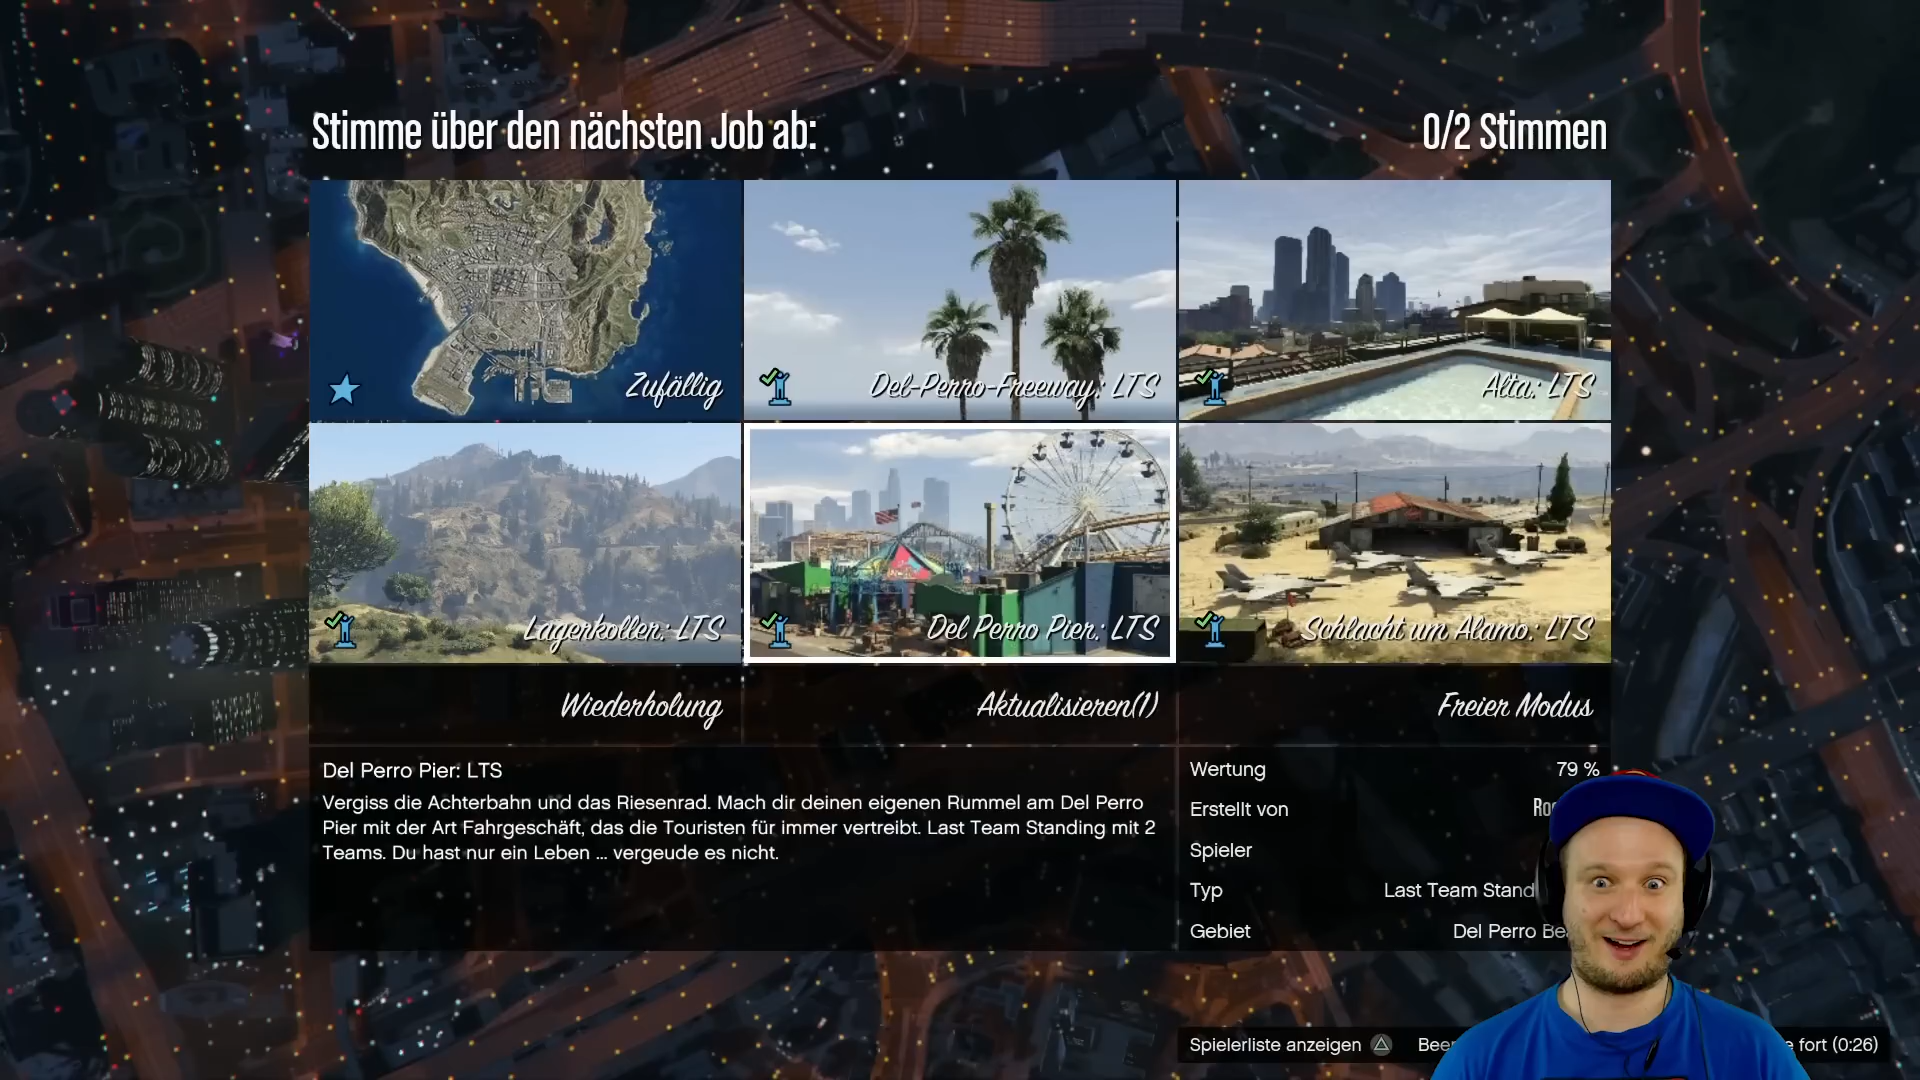 Stimme über den nächsten Job ab:
0/2 Stimmen
Zufällig
Del-Perro-Freeway: LTS
Alta: LTS
Lagerkoller: LTS
Del Perro Pier: LTS
Schlacht um Alamo: LTS
Wiederholung
Aktualisieren(1)
Freier Modus
Del Perro Pier: LTS
Vergiss die Achterbahn und das Riesenrad. Mach dir deinen eigenen Rummel am Del Perro
Pier mit der Art Fahrgeschäft, das die Touristen für immer vertreibt. Last Team Standing mit 2
Teams. Du hast nur ein Leben ... vergeude es nicht.
Wertung 79 %
Erstellt von
Spieler
Typ Last Team
Gebiet Del Perro
Spielerliste anzeigen
fort (0:26)